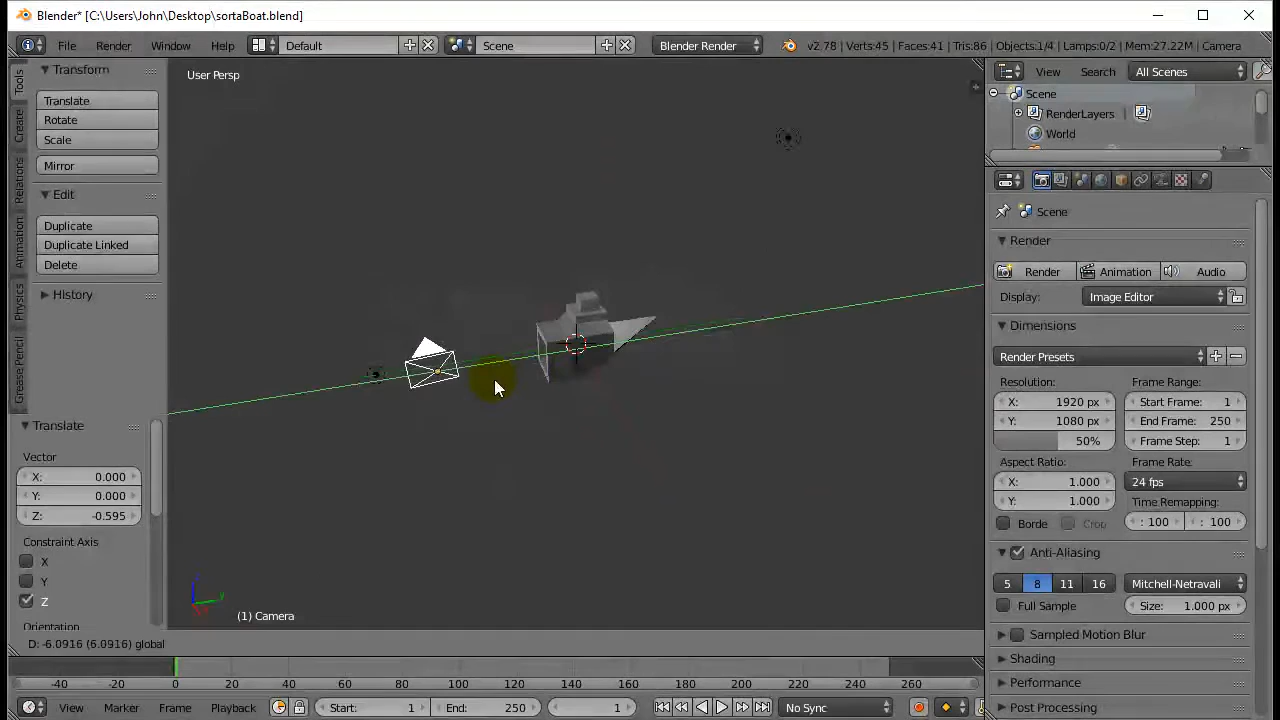 Blender* [C:\Users\John\Desktop\sortaBoat.blend]
File Render Window Help Default Scene Blender Render v2.78 | Verts:45 | Faces:41 | Tris:86 | Objects:1/4 | Lamps:0/2 | Mem:27.22M | Camera
Tools
Create
Relations
Animation
Physics
Grease Pencil
Transform
Translate
Rotate
Scale
Mirror
Edit
Duplicate
Duplicate Linked
Delete
History
Translate
Vector
X: 0.000
Y: 0.000
Z: -0.595
Constraint Axis
X
Y
Z
Orientation
User Persp
(1) Camera
D: -6.0916 (6.0916) global
View Search All Scenes
Scene
RenderLayers
World
Scene
Render
Render Animation Audio
Display: Image Editor
Dimensions
Render Presets
Resolution: Frame Range:
X: 1920 px Start Frame: 1
Y: 1080 px End Frame: 250
50% Frame Step: 1
Aspect Ratio: Frame Rate:
X: 1.000 24 fps
Y: 1.000 Time Remapping:
Borde Crop : 100 : 100
Anti-Aliasing
5 8 11 16 Mitchell-Netravali
Full Sample Size: 1.000 px
Sampled Motion Blur
Shading
Performance
Post Processing
-40 -20 0 20 40 60 80 100 120 140 160 180 200 220 240 260
View Marker Frame Playback Start: 1 End: 250 1 No Sync